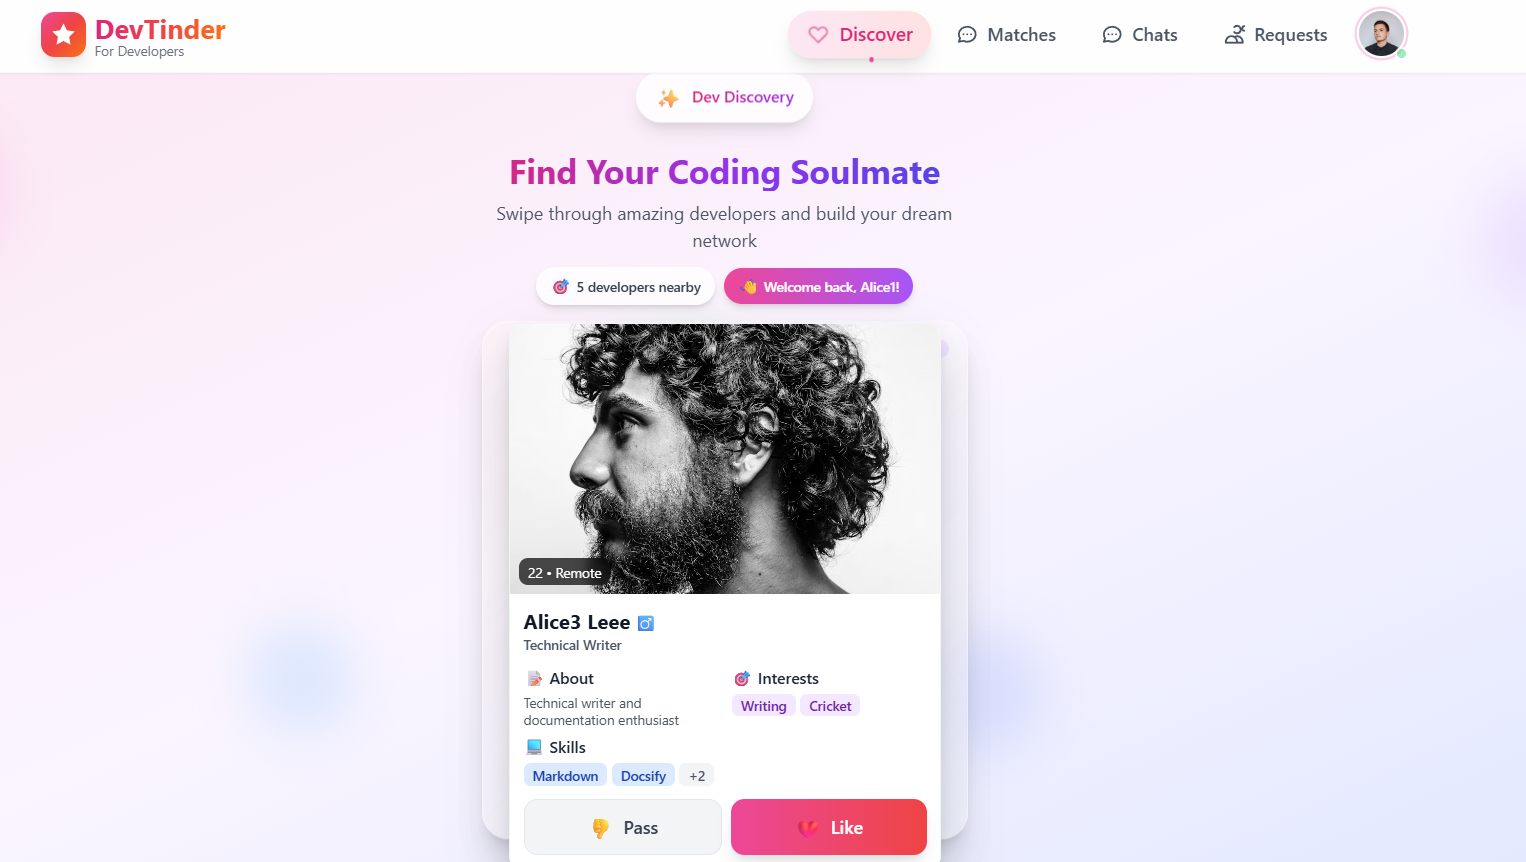 DevTinder
For Developers
Discover
Matches
Chats
Requests
Dev Discovery
Find Your Coding Soulmate
Swipe through amazing developers and build your dream
network
5 developers nearby
Welcome back, Alice1!
22 • Remote
Alice3 Leee
Technical Writer
About
Technical writer and
documentation enthusiast
Interests
Writing
Cricket
Skills
Markdown
Docsify
+2
Pass
Like